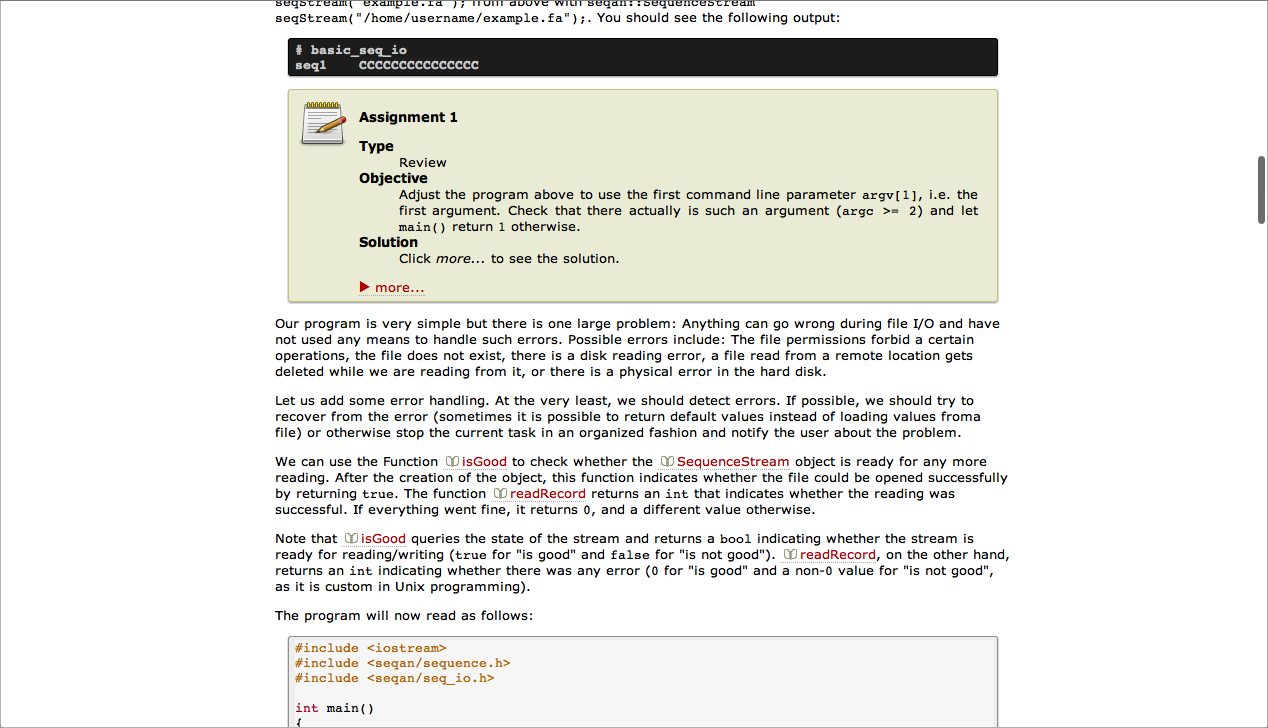 seqStream("example.fa"); from above with seqan::SequenceStream
seqStream("/home/username/example.fa");. You should see the following output:
# basic_seq_io
seq1    CCCCCCCCCCCCCCC
Assignment 1
Type
Review
Objective
Adjust the program above to use the first command line parameter argv[1], i.e. the
first argument. Check that there actually is such an argument (argc >= 2) and let
main() return 1 otherwise.
Solution
Click more... to see the solution.
▶ more...
Our program is very simple but there is one large problem: Anything can go wrong during file I/O and have
not used any means to handle such errors. Possible errors include: The file permissions forbid a certain
operations, the file does not exist, there is a disk reading error, a file read from a remote location gets
deleted while we are reading from it, or there is a physical error in the hard disk.
Let us add some error handling. At the very least, we should detect errors. If possible, we should try to
recover from the error (sometimes it is possible to return default values instead of loading values froma
file) or otherwise stop the current task in an organized fashion and notify the user about the problem.
We can use the Function isGood to check whether the SequenceStream object is ready for any more
reading. After the creation of the object, this function indicates whether the file could be opened successfully
by returning true. The function readRecord returns an int that indicates whether the reading was
successful. If everything went fine, it returns 0, and a different value otherwise.
Note that isGood queries the state of the stream and returns a bool indicating whether the stream is
ready for reading/writing (true for "is good" and false for "is not good"). readRecord, on the other hand,
returns an int indicating whether there was any error (0 for "is good" and a non-0 value for "is not good",
as it is custom in Unix programming).
The program will now read as follows:
#include <iostream>
#include <seqan/sequence.h>
#include <seqan/seq_io.h>
int main()
{